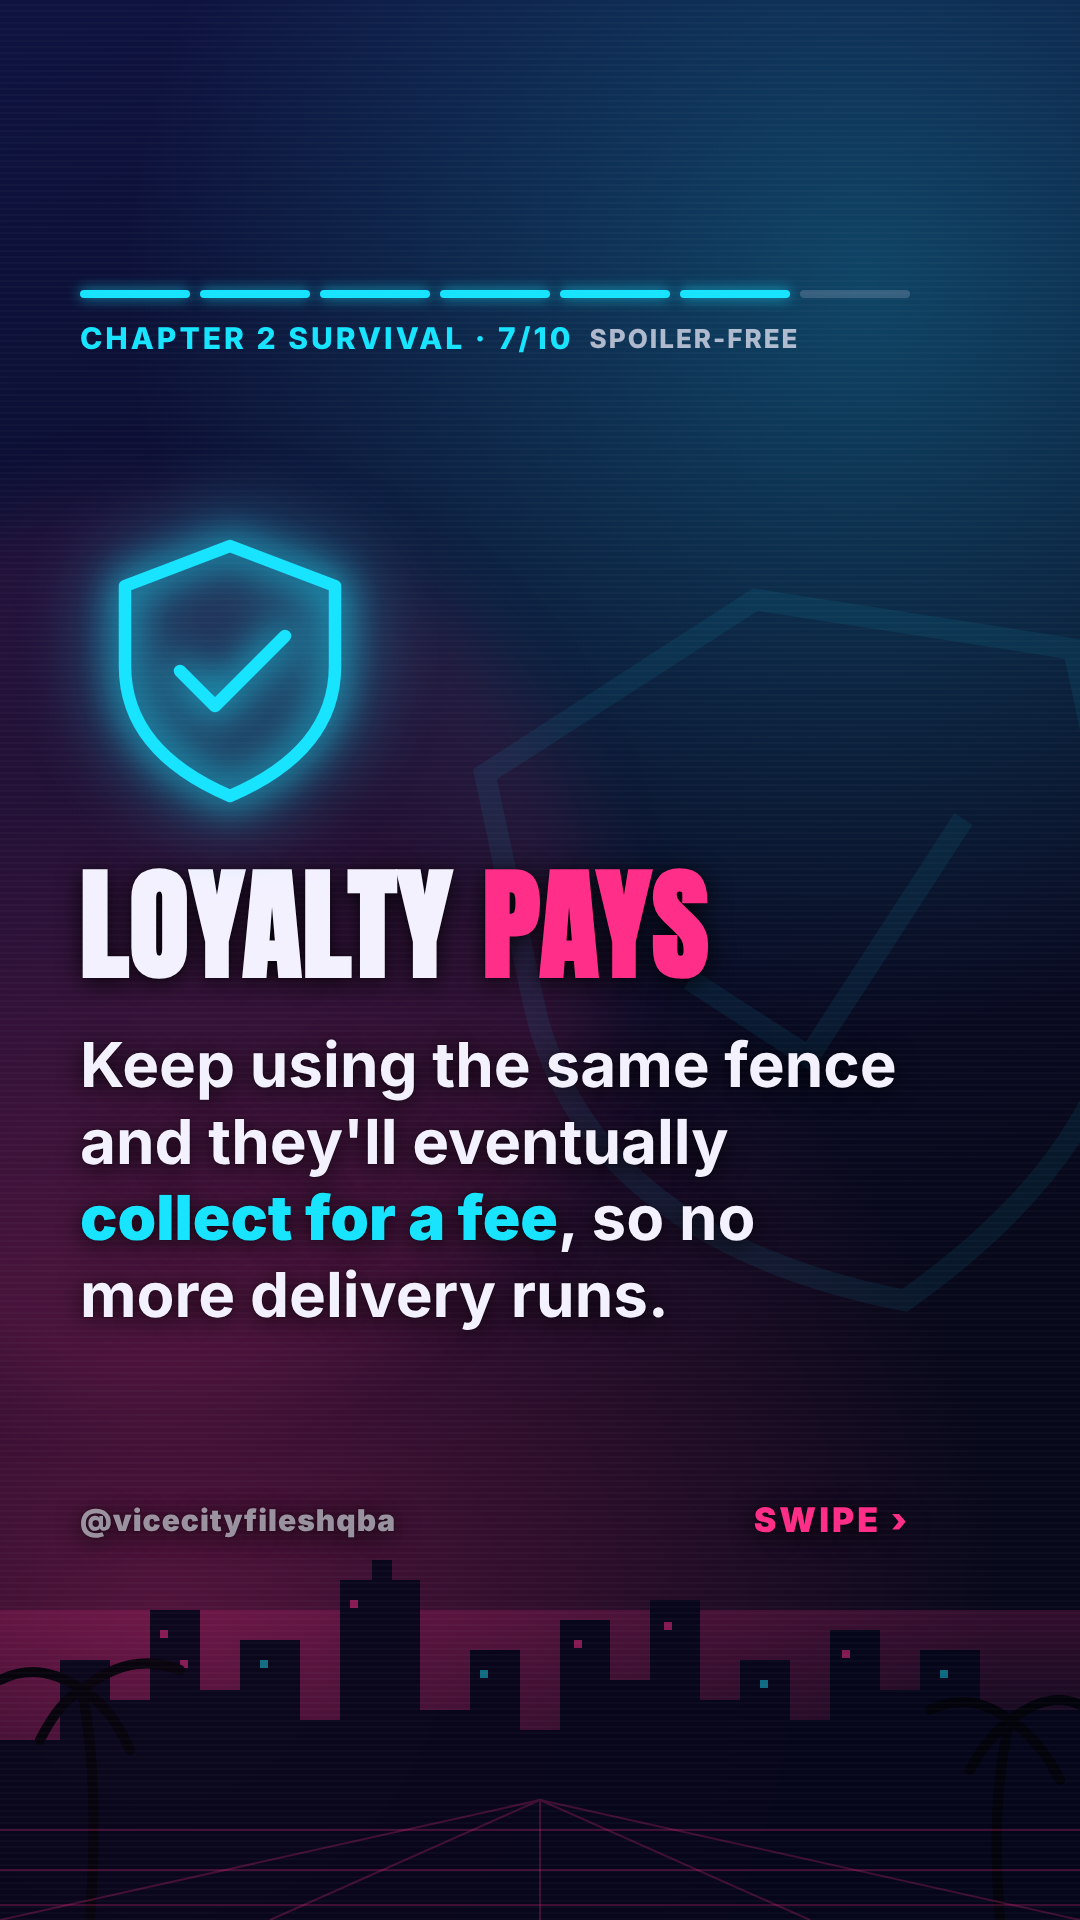 CHAPTER 2 SURVIVAL · 7/10 SPOILER-FREE
LOYALTY PAYS
Keep using the same fence
and they'll eventually
collect for a fee, so no
more delivery runs.
@vicecityfileshqba
SWIPE ›